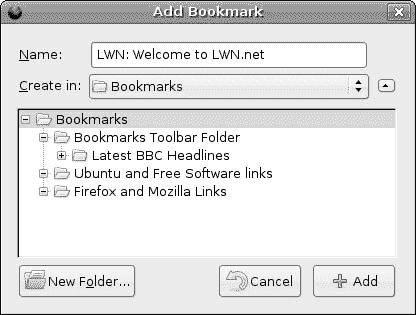 Add Bookmark
Name: LWN: Welcome to LWN.net
Create in: Bookmarks
Bookmarks
Bookmarks Toolbar Folder
Latest BBC Headlines
Ubuntu and Free Software links
Firefox and Mozilla Links
New Folder... Cancel Add